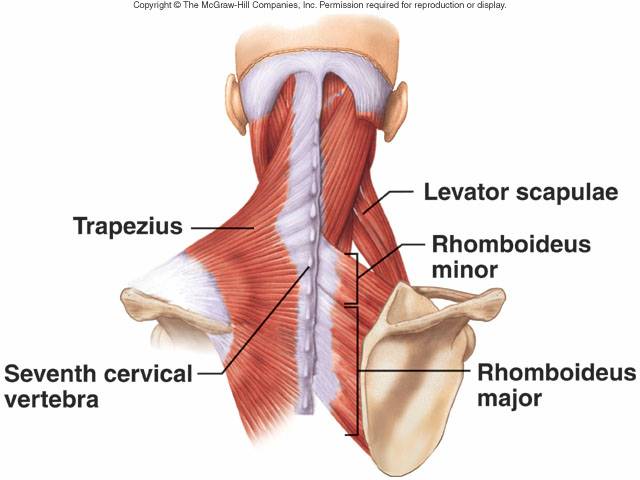 Copyright © The McGraw-Hill Companies, Inc. Permission required for reproduction or display.
Levator scapulae
Trapezius
Rhomboideus
minor
Seventh cervical
vertebra
Rhomboideus
major